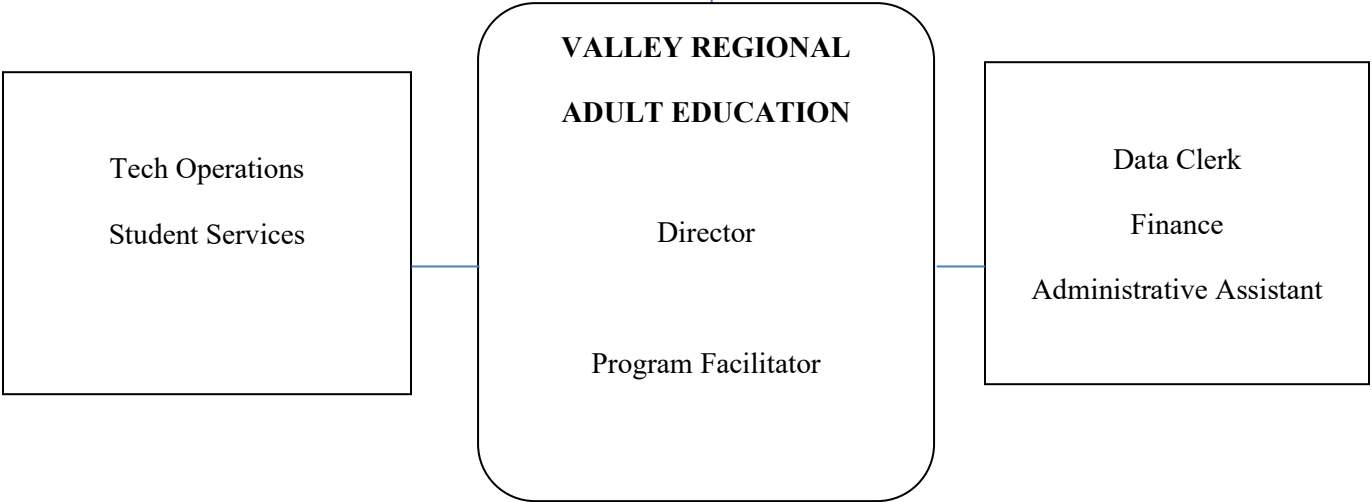 Tech Operations
Student Services
VALLEY REGIONAL
ADULT EDUCATION
Director
Program Facilitator
Data Clerk
Finance
Administrative Assistant